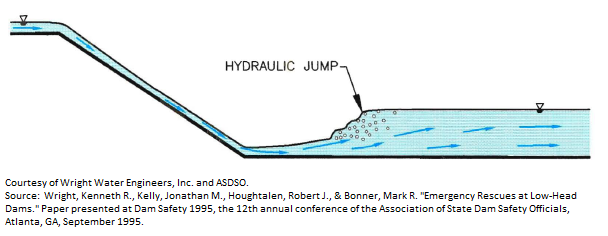 HYDRAULIC JUMP
Courtesy of Wright Water Engineers, Inc. and ASDSO.
Source:  Wright, Kenneth R., Kelly, Jonathan M., Houghtalen, Robert J., & Bonner, Mark R. "Emergency Rescues at Low-Head
Dams." Paper presented at Dam Safety 1995, the 12th annual conference of the Association of State Dam Safety Officials,
Atlanta, GA, September 1995.